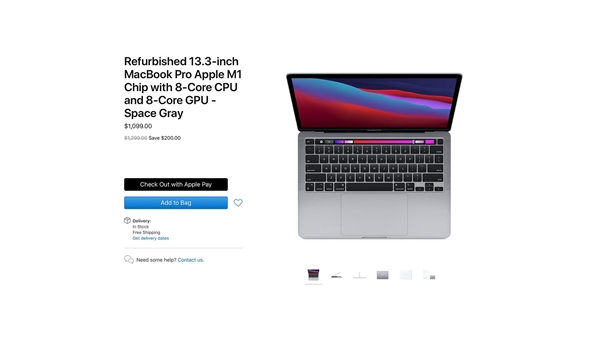 Refurbished 13.3-inch
MacBook Pro Apple M1
Chip with 8-Core CPU
and 8-Core GPU -
Space Gray
$1,099.00
$1,299.00 Save $200.00
Check Out with Apple Pay
Add to Bag
Delivery:
In Stock
Free Shipping
Get delivery dates
Need some help? Contact us.